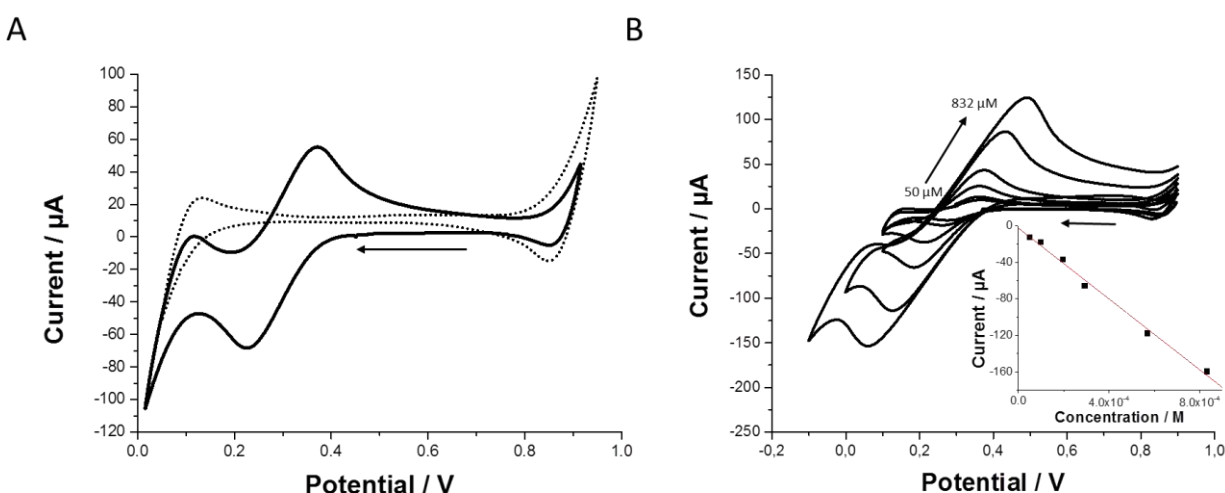 A
100
80
60
40
20
0
-20
-40
-60
-80
-100
-120
0.0 0.2 0.4 0.6 0.8 1.0
Current / µA
Potential / V
B
150
100
50
0
-50
-100
-150
-200
-250
-0,2 0,0 0,2 0,4 0,6 0,8 1,0
Current / µA
Potential / V
832 µM
50 µM
0
-40
-80
-120
-160
0.0 4.0x10⁻⁴ 8.0x10⁻⁴
Current / µA
Concentration / M